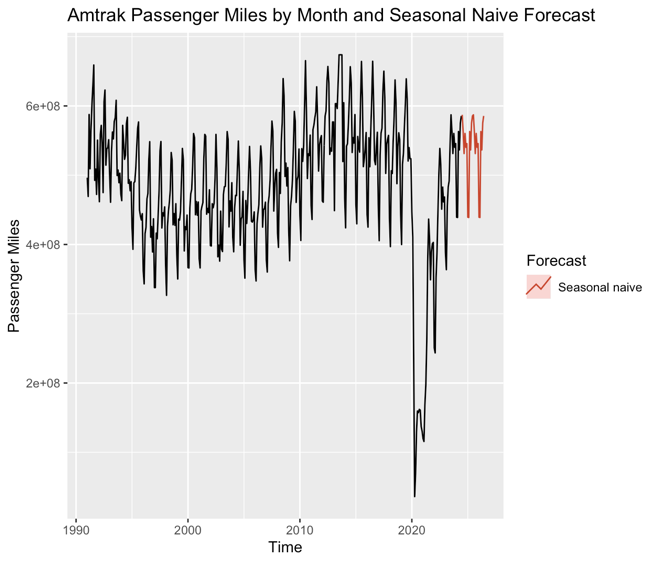 Amtrak Passenger Miles by Month and Seasonal Naive Forecast
6e+08
4e+08
2e+08
Passenger Miles
1990
2000
2010
2020
Time
Forecast
Seasonal naive